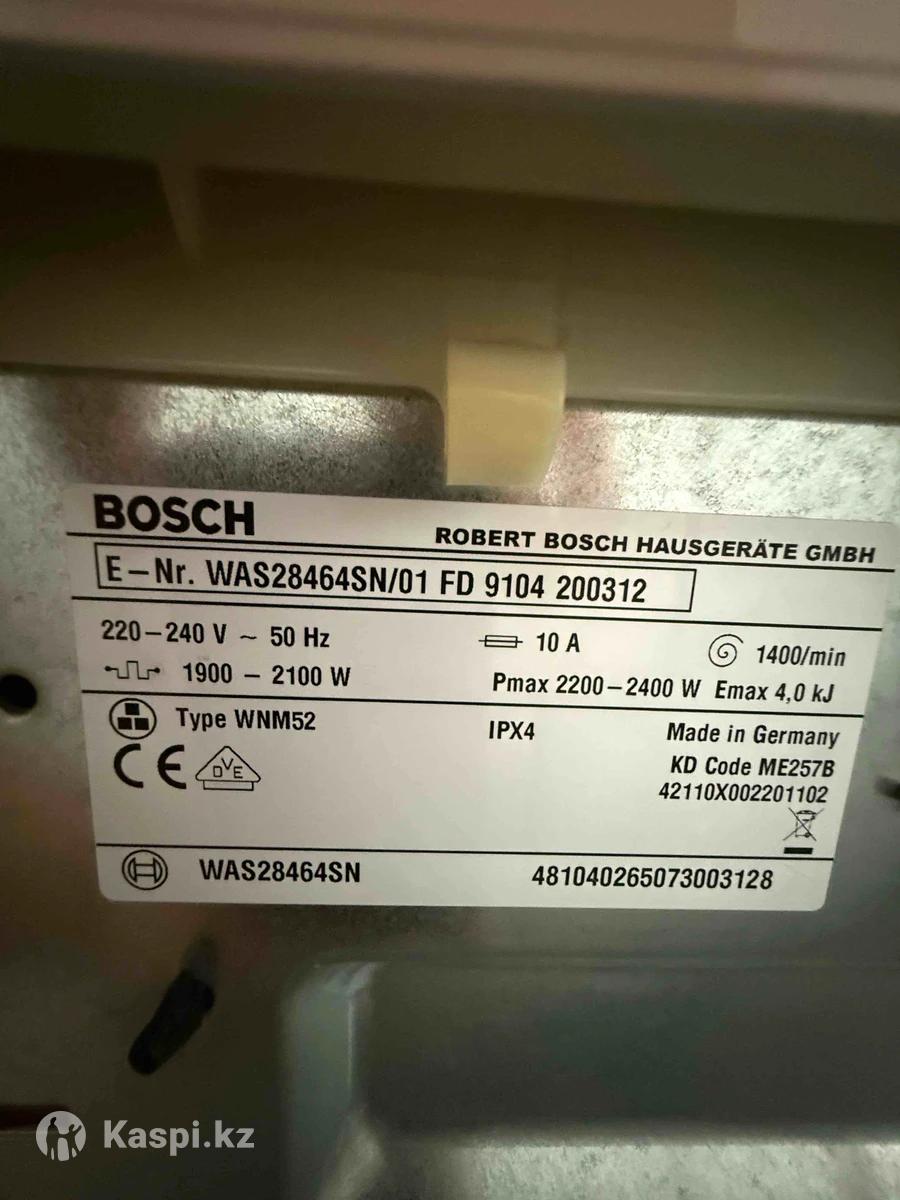 BOSCH
ROBERT BOSCH HAUSGERÄTE GMBH
E-Nr. WAS28464SN/01 FD 9104 200312
220-240 V ~ 50 Hz 10 A 1400/min
1900 - 2100 W Pmax 2200-2400 W Emax 4,0 kJ
Type WNM52 IPX4 Made in Germany
CE DVE KD Code ME257B
42110X002201102
WAS28464SN 481040265073003128
Kaspi.kz